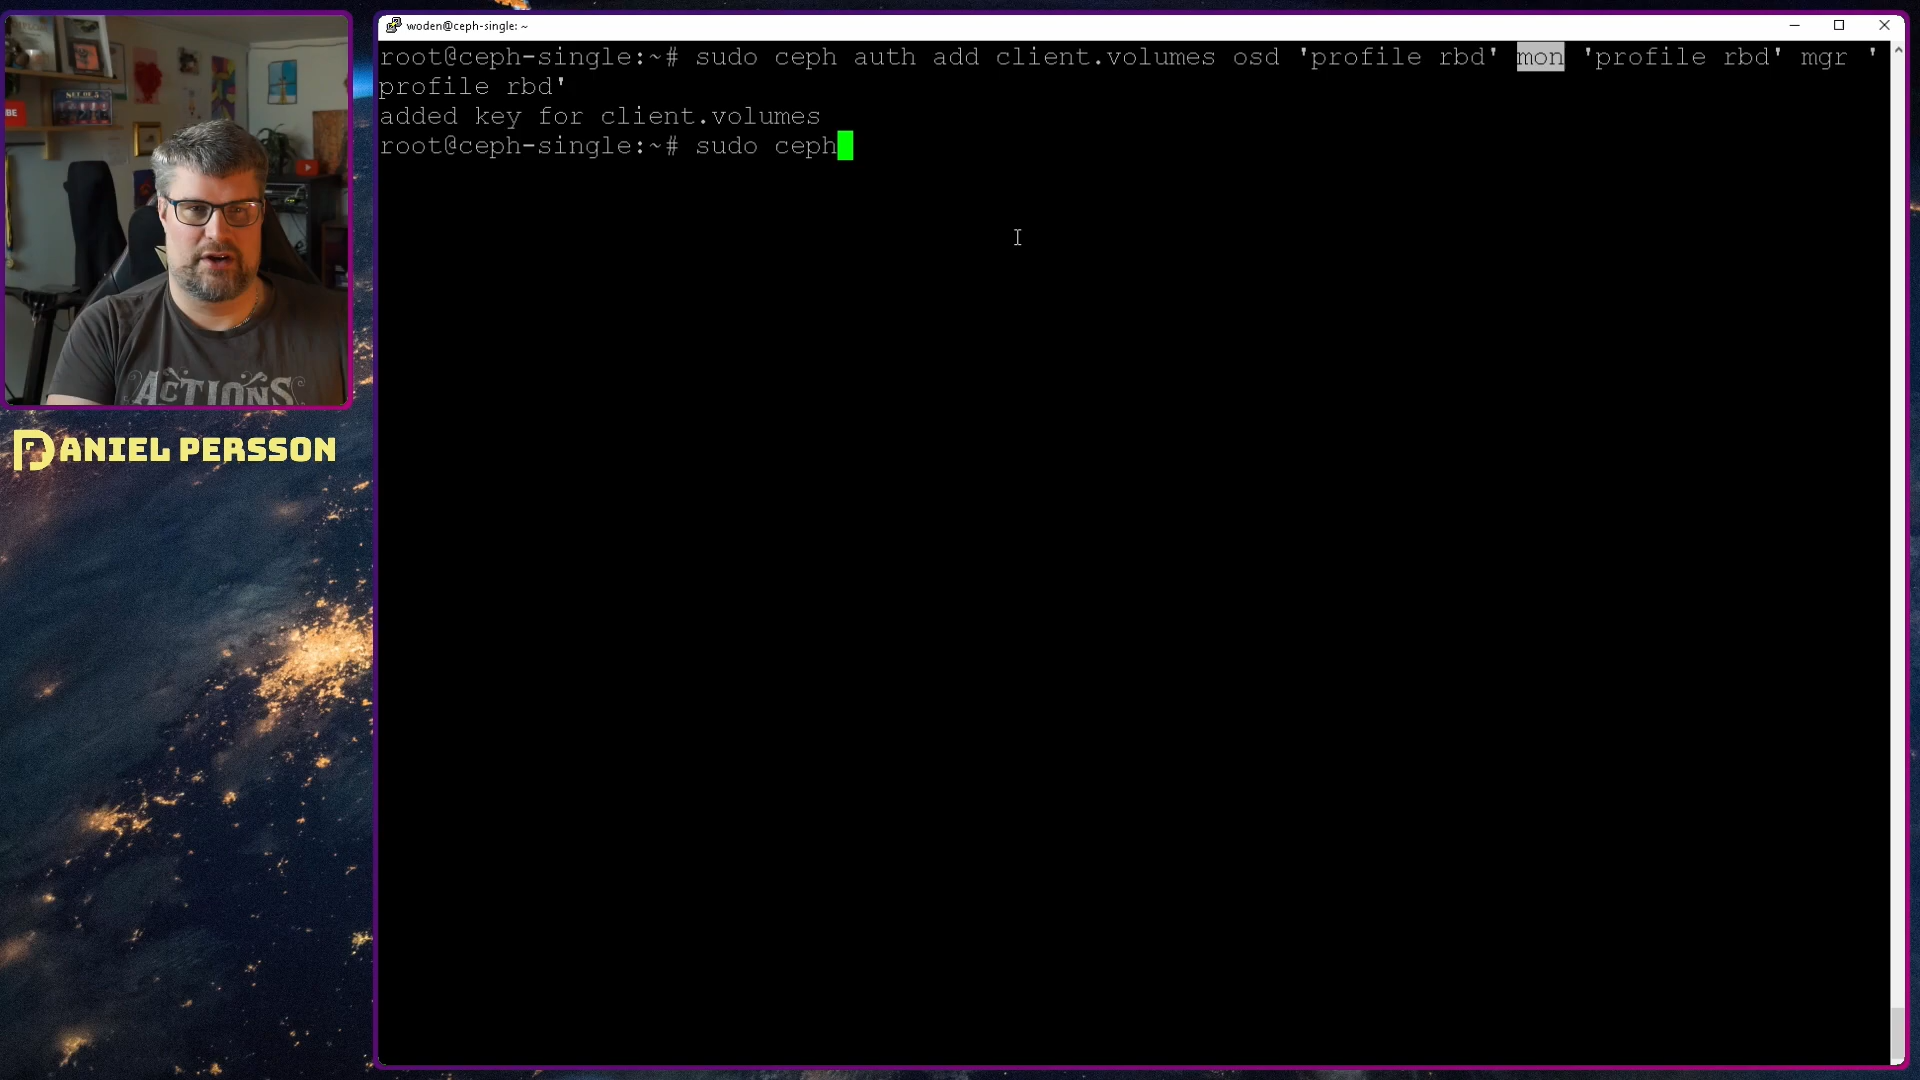 woden@ceph-single: ~
root@ceph-single:~# sudo ceph auth add client.volumes osd 'profile rbd' mon 'profile rbd' mgr '
profile rbd'
added key for client.volumes
root@ceph-single:~# sudo ceph
ACTIONS
DANIEL PERSSON